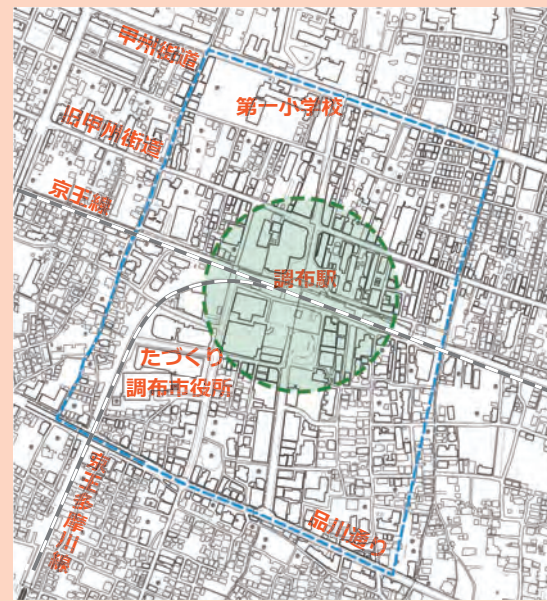 甲州街道
第一小学校
旧甲州街道
京王線
調布駅
たづくり
調布市役所
京王多摩川線
品川通り